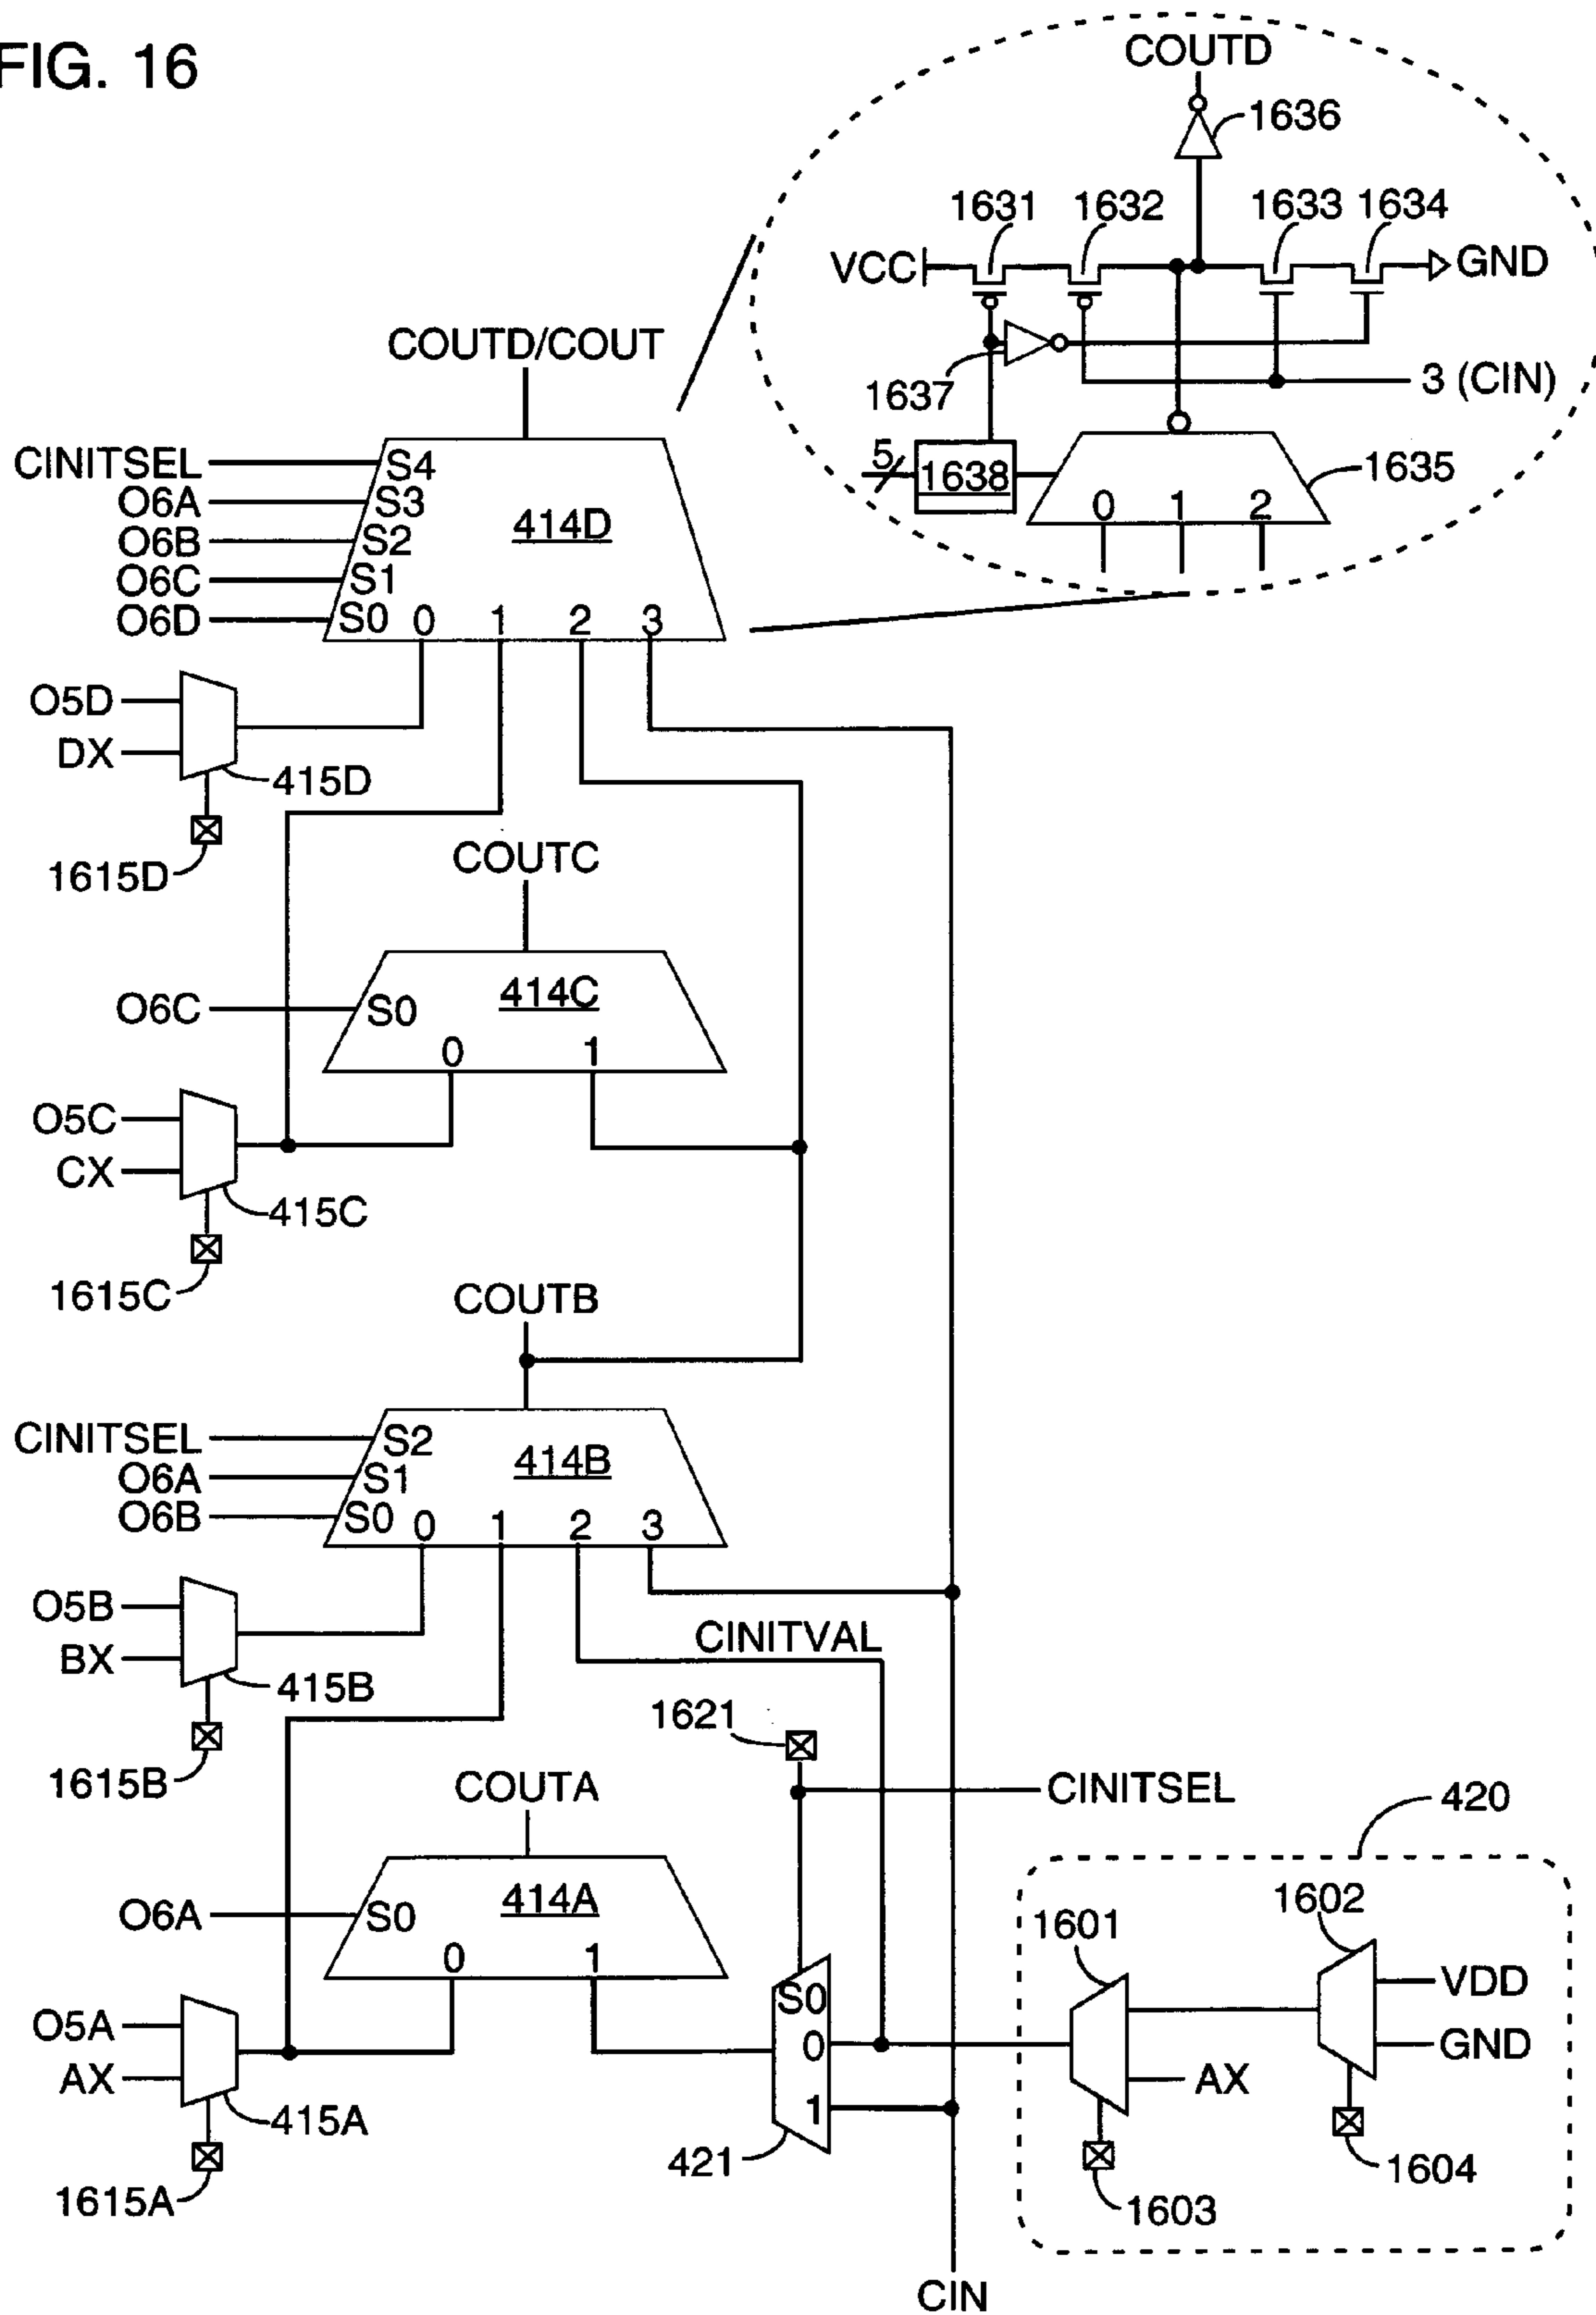 FIG. 16
COUTD
1636
1631 1632 1633 1634
VCC GND
1637
3 (CIN)
5
1638
1635
0 1 2
COUTD/COUT
CINITSEL S4
O6A S3
O6B S2
O6C S1
O6D S0
414D
0 1 2 3
O5D
DX
415D
1615D
COUTC
414C
O6C S0
0 1
O5C
CX
415C
1615C
COUTB
CINITSEL S2
O6A S1
O6B S0
414B
0 1 2 3
O5B
BX
415B
1615B
CINITVAL
1621
CINITSEL
COUTA
414A
O6A S0
0 1
O5A
AX
415A
1615A
S0
0
1
421
420
1601
1602
VDD
GND
AX
1603
1604
CIN